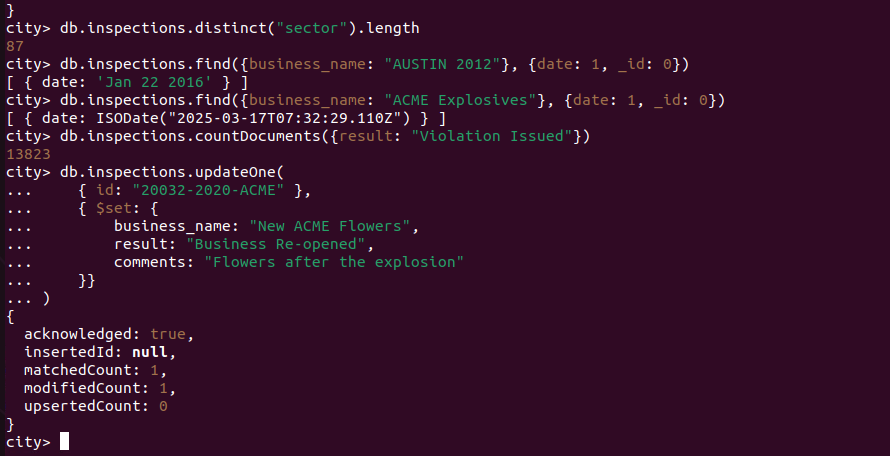 }
city> db.inspections.distinct("sector").length
87
city> db.inspections.find({business_name: "AUSTIN 2012"}, {date: 1, _id: 0})
[ { date: 'Jan 22 2016' } ]
city> db.inspections.find({business_name: "ACME Explosives"}, {date: 1, _id: 0})
[ { date: ISODate("2025-03-17T07:32:29.110Z") } ]
city> db.inspections.countDocuments({result: "Violation Issued"})
13823
city> db.inspections.updateOne(
...     { id: "20032-2020-ACME" },
...     { $set: {
...         business_name: "New ACME Flowers",
...         result: "Business Re-opened",
...         comments: "Flowers after the explosion"
...     }}
... )
{
  acknowledged: true,
  insertedId: null,
  matchedCount: 1,
  modifiedCount: 1,
  upsertedCount: 0
}
city>